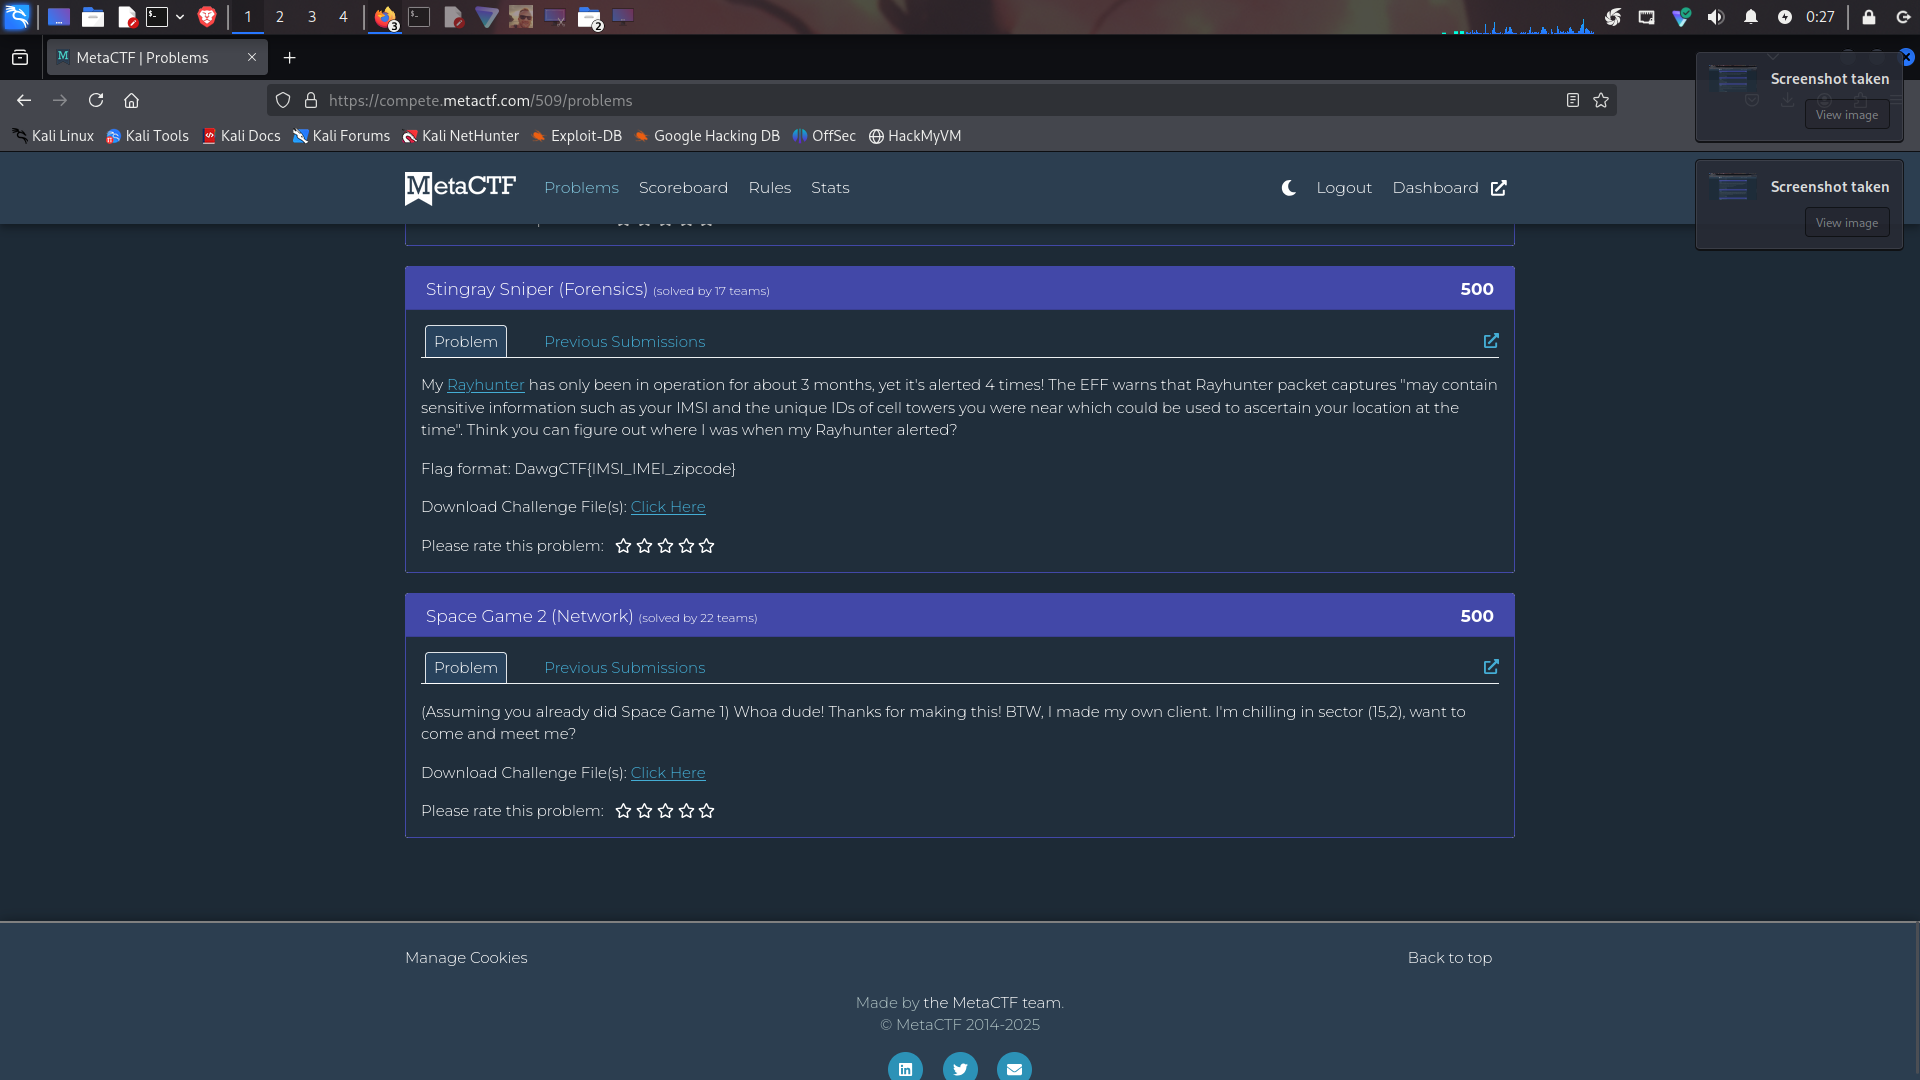 1 2 3 4
3
2
0:27
MetaCTF | Problems
https://compete.metactf.com/509/problems
Screenshot taken
View image
Kali Linux Kali Tools Kali Docs Kali Forums Kali NetHunter Exploit-DB Google Hacking DB OffSec HackMyVM
MetaCTF Problems Scoreboard Rules Stats Logout Dashboard
Screenshot taken
View image
Stingray Sniper (Forensics) (solved by 17 teams) 500
Problem Previous Submissions
My Rayhunter has only been in operation for about 3 months, yet it's alerted 4 times! The EFF warns that Rayhunter packet captures "may contain
sensitive information such as your IMSI and the unique IDs of cell towers you were near which could be used to ascertain your location at the
time". Think you can figure out where I was when my Rayhunter alerted?
Flag format: DawgCTF{IMSI_IMEI_zipcode}
Download Challenge File(s): Click Here
Please rate this problem:
Space Game 2 (Network) (solved by 22 teams) 500
Problem Previous Submissions
(Assuming you already did Space Game 1) Whoa dude! Thanks for making this! BTW, I made my own client. I'm chilling in sector (15,2), want to
come and meet me?
Download Challenge File(s): Click Here
Please rate this problem:
Manage Cookies Back to top
Made by the MetaCTF team.
© MetaCTF 2014-2025